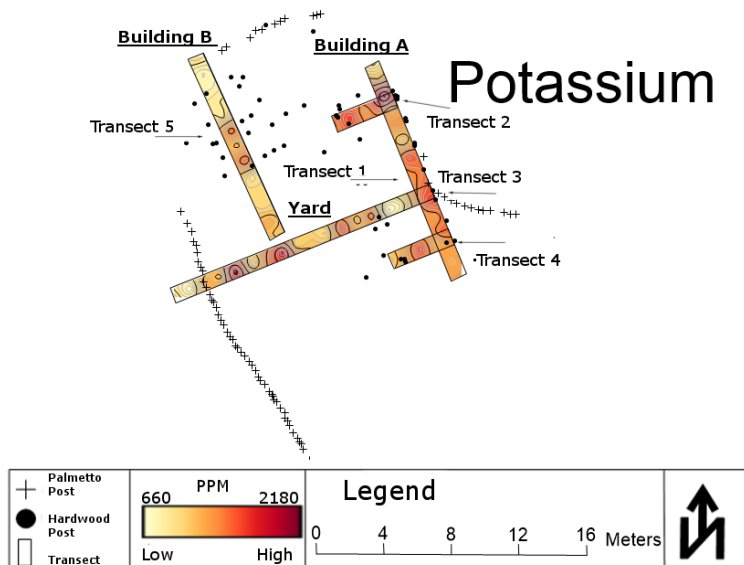 Building B
Building A
Potassium
Transect 5
Transect 2
Transect 1
Transect 3
Yard
Transect 4
Palmetto
Post
Hardwood
Post
Transect
PPM
660 2180
Low High
Legend
0 4 8 12 16 Meters
N